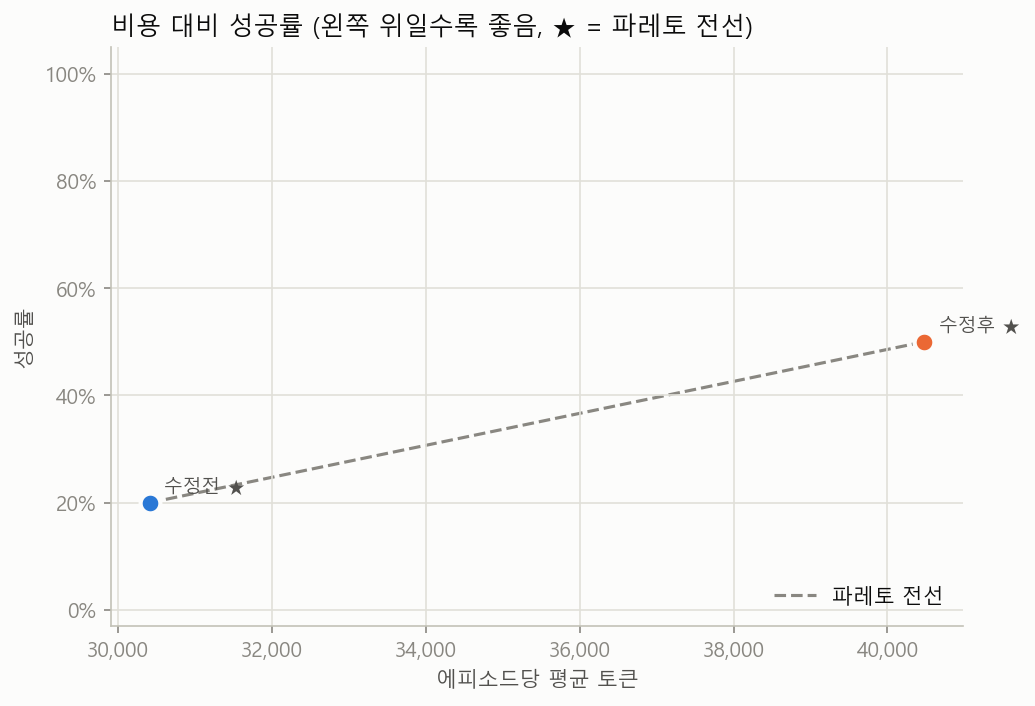 비용 대비 성공률 (왼쪽 위일수록 좋음, ★ = 파레토 전선)
100%
80%
60%
40%
20%
0%
성공률
수정후 ★
수정전 ★
파레토 전선
30,000 32,000 34,000 36,000 38,000 40,000
에피소드당 평균 토큰